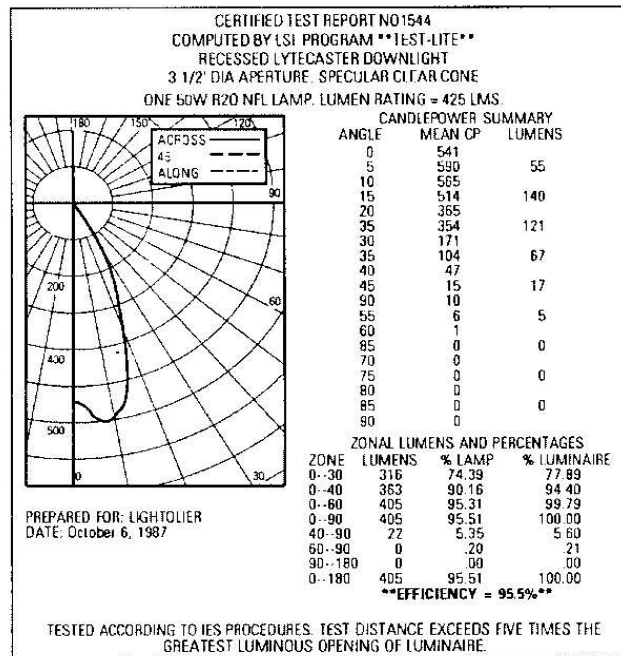 CERTIFIED TEST REPORT NO1544
COMPUTED BY LSI PROGRAM **TEST-LITE**
RECESSED LYTECASTER DOWNLIGHT
3 1/2' DIA APERTURE. SPECULAR CLEAR CONE
ONE 50W R20 NFL LAMP. LUMEN RATING = 425 LMS.
180 150 120
ACROSS
45
ALONG
90
200
60
400
500
0 30
CANDLEPOWER SUMMARY
ANGLE MEAN CP LUMENS
0 541
5 590 55
10 565
15 514 140
20 365
35 354 121
30 171
35 104 67
40 47
45 15 17
90 10
55 6 5
60 1
85 0 0
70 0
75 0 0
80 0
85 0 0
90 0
ZONAL LUMENS AND PERCENTAGES
ZONE LUMENS % LAMP % LUMINAIRE
0--30 316 74.39 77.89
0--40 363 90.16 94.40
0--60 405 95.31 99.79
0--90 405 95.51 100.00
40--90 22 5.35 5.60
60--90 0 .20 .21
90--180 0 .00 .00
0--180 405 95.51 100.00
**EFFICIENCY = 95.5%**
PREPARED FOR: LIGHTOLIER
DATE: October 6, 1987
TESTED ACCORDING TO IES PROCEDURES. TEST DISTANCE EXCEEDS FIVE TIMES THE
GREATEST LUMINOUS OPENING OF LUMINAIRE.